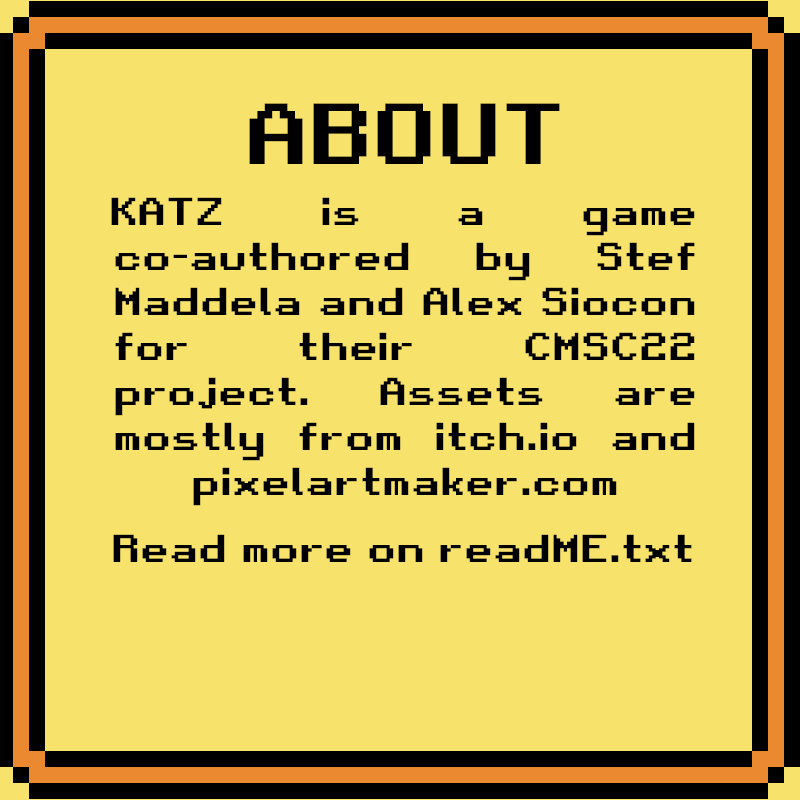 ABOUT
KATZ is a game
co-authored by Stef
Maddela and Alex Siocon
for their CMSC22
project. Assets are
mostly from itch.io and
pixelartmaker.com
Read more on readME.txt